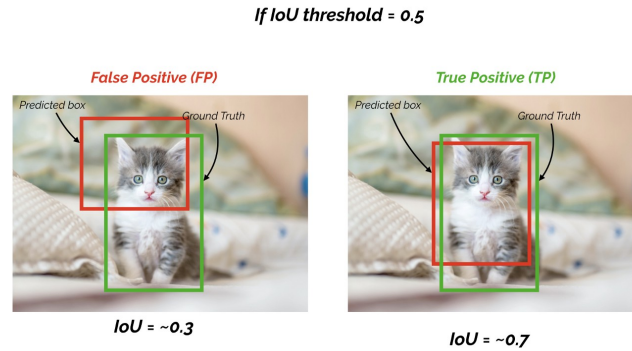 If IoU threshold = 0.5
False Positive (FP)
True Positive (TP)
Predicted box
Ground Truth
Predicted box
Ground Truth
IoU = ~0.3
IoU = ~0.7